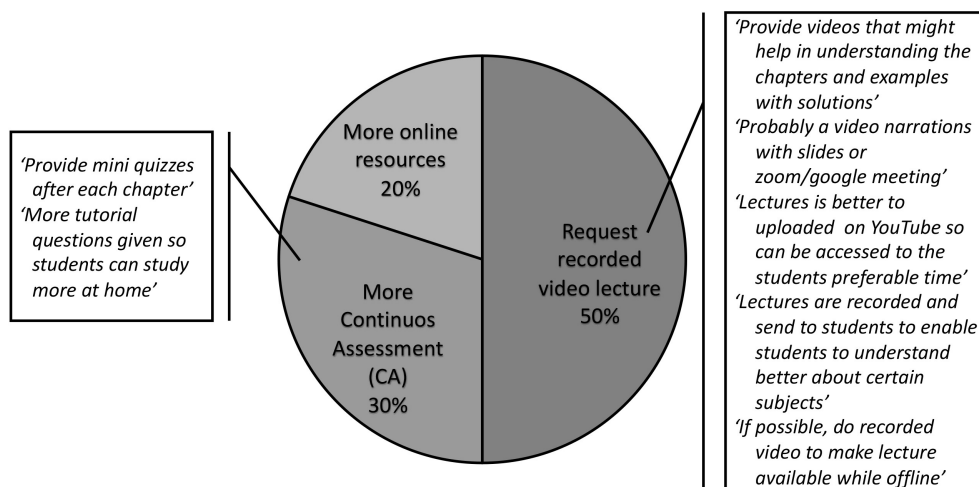 ‘Provide mini quizzes
after each chapter’
‘More tutorial
questions given so
students can study
more at home’
More online
resources
20%
More
Continuos
Assessment
(CA)
30%
Request
recorded
video lecture
50%
‘Provide videos that might
help in understanding the
chapters and examples
with solutions’
‘Probably a video narrations
with slides or
zoom/google meeting’
‘Lectures is better to
uploaded on YouTube so
can be accessed to the
students preferable time’
‘Lectures are recorded and
send to students to enable
students to understand
better about certain
subjects’
‘If possible, do recorded
video to make lecture
available while offline’